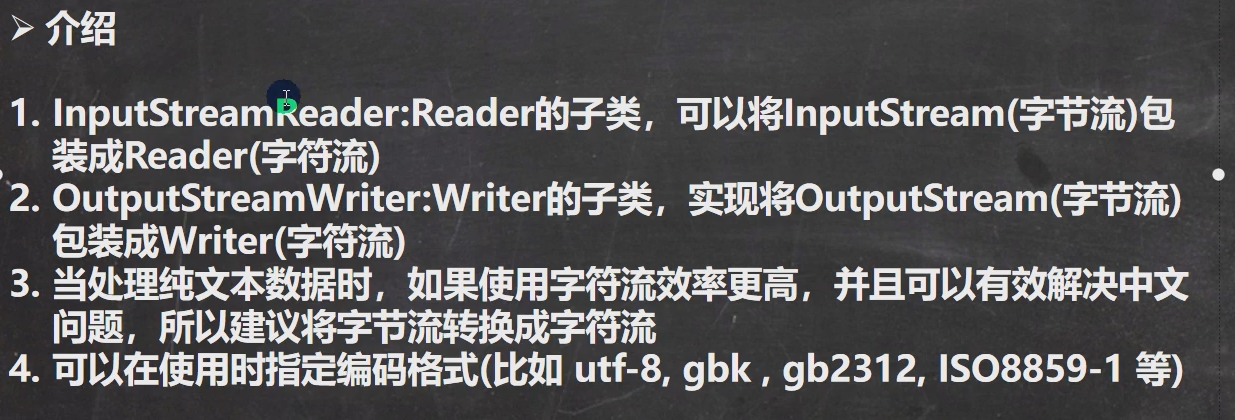 ➢ 介绍
1. InputStreamReader:Reader的子类，可以将InputStream(字节流)包
装成Reader(字符流)
2. OutputStreamWriter:Writer的子类，实现将OutputStream(字节流)
包装成Writer(字符流)
3. 当处理纯文本数据时，如果使用字符流效率更高，并且可以有效解决中文
问题，所以建议将字节流转换成字符流
4. 可以在使用时指定编码格式(比如 utf-8, gbk , gb2312, ISO8859-1 等)